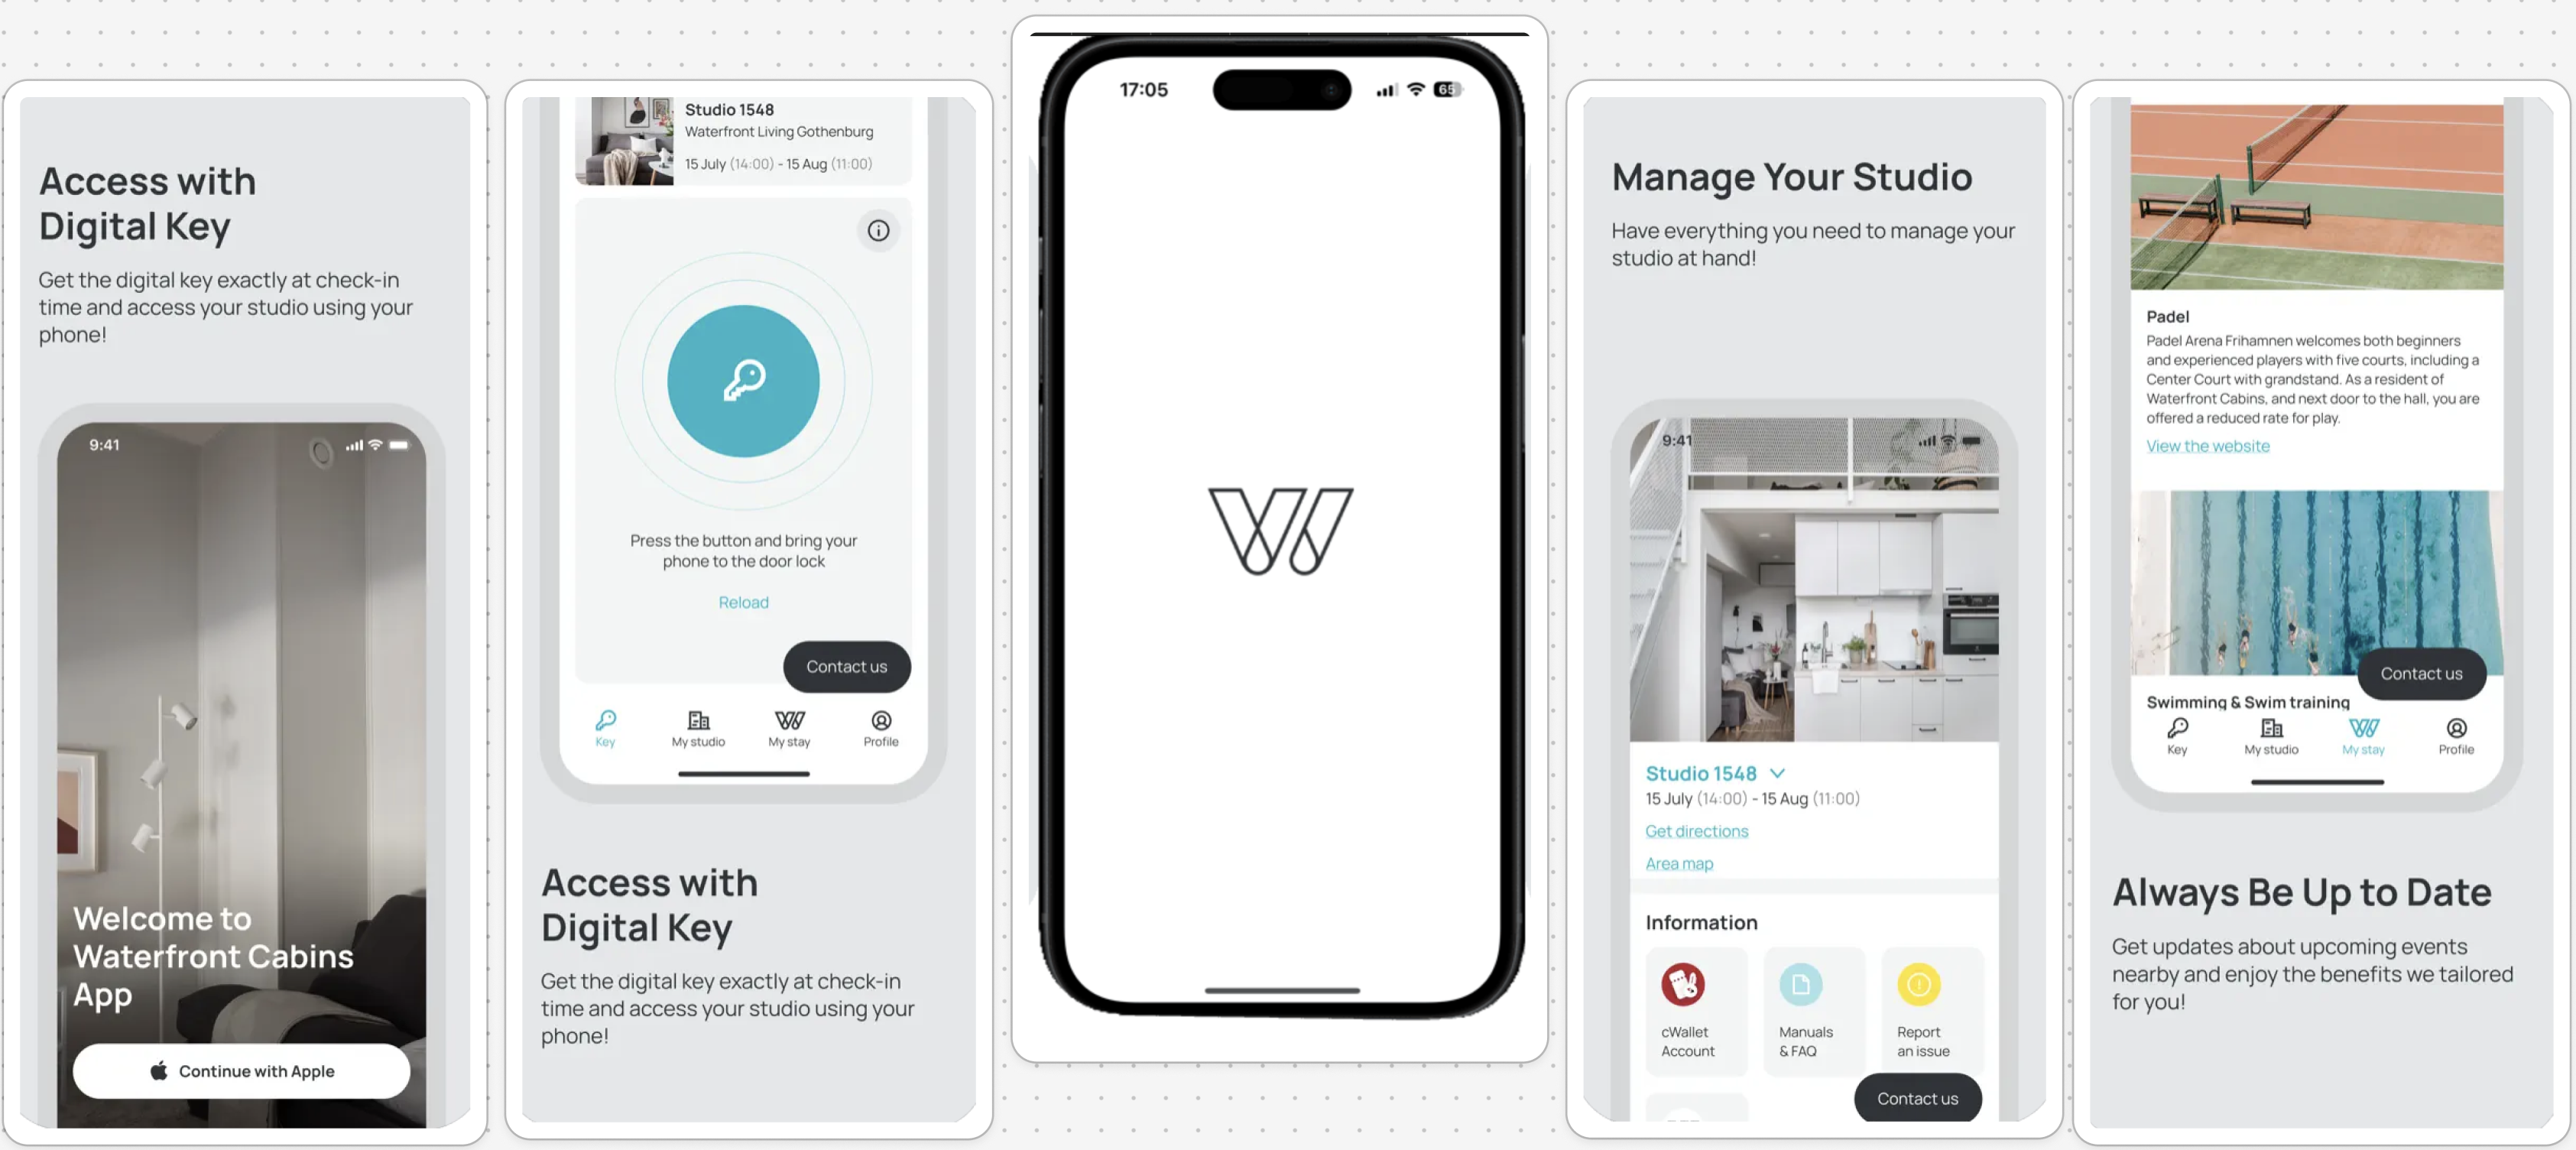 Access with
Digital Key
Get the digital key exactly at check-in
time and access your studio using your
phone!
9:41
Welcome to
Waterfront Cabins
App
Continue with Apple
Studio 1548
Waterfront Living Gothenburg
15 July (14:00) - 15 Aug (11:00)
Press the button and bring your
phone to the door lock
Reload
Contact us
Key
My studio
My stay
Profile
Access with
Digital Key
Get the digital key exactly at check-in
time and access your studio using your
phone!
17:05
65
Manage Your Studio
Have everything you need to manage your
studio at hand!
9:41
Studio 1548
15 July (14:00) - 15 Aug (11:00)
Get directions
Area map
Information
cWallet
Account
Manuals
& FAQ
Report
an issue
Contact us
Padel
Padel Arena Frihamnen welcomes both beginners
and experienced players with five courts, including a
Center Court with grandstand. As a resident of
Waterfront Cabins, and next door to the hall, you are
offered a reduced rate for play.
View the website
Contact us
Swimming & Swim training
Key
My studio
My stay
Profile
Always Be Up to Date
Get updates about upcoming events
nearby and enjoy the benefits we tailored
for you!